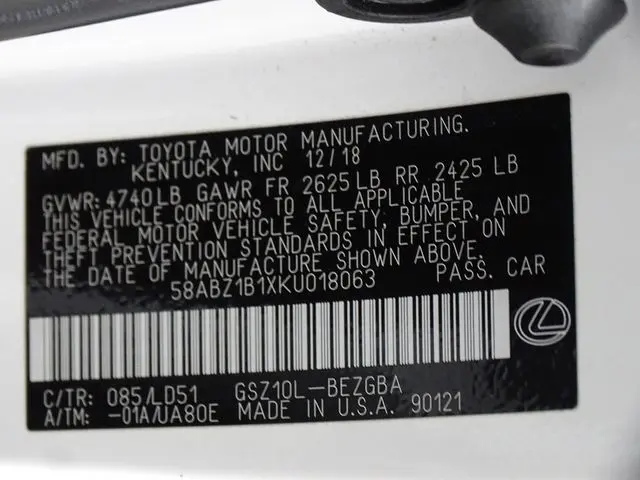 MFD. BY: TOYOTA MOTOR MANUFACTURING.
KENTUCKY, INC 12/18
GVWR: 4740LB GAWR FR 2625 LB RR 2425 LB
THIS VEHICLE CONFORMS TO ALL APPLICABLE
FEDERAL MOTOR VEHICLE SAFETY, BUMPER, AND
THEFT PREVENTION STANDARDS IN EFFECT ON
THE DATE OF MANUFACTURE SHOWN ABOVE.
58ABZ1B1XKU018063 PASS. CAR
C/TR: 085/LD51 GSZ10L-BEZGBA
A/TM: -01A/UA80E MADE IN U.S.A. 90121